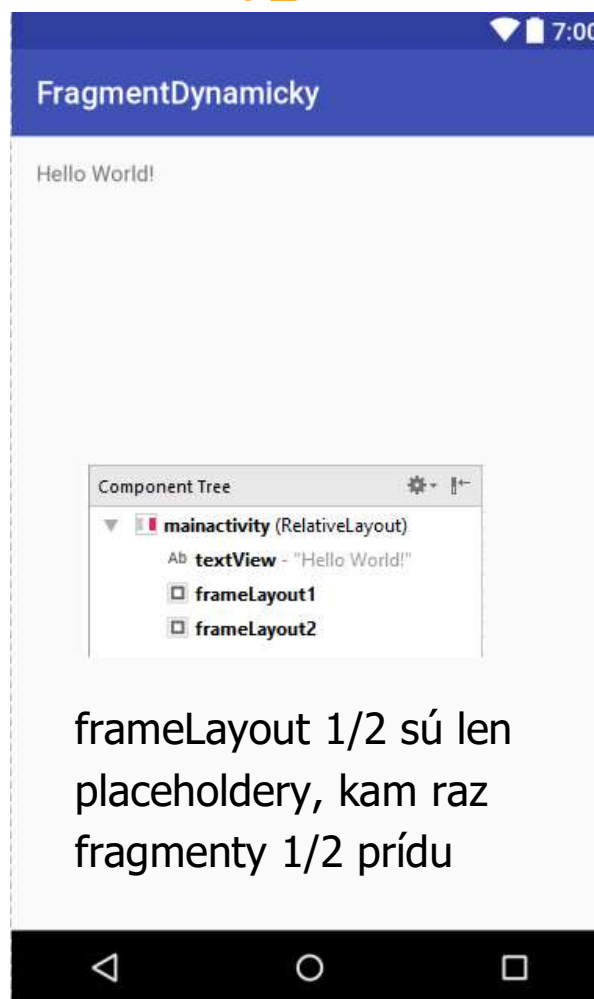 7:00
FragmentDynamicky
Hello World!
Component Tree
mainactivity (RelativeLayout)
Ab textView - "Hello World!"
frameLayout1
frameLayout2
frameLayout 1/2 sú len
placeholdery, kam raz
fragmenty 1/2 prídu